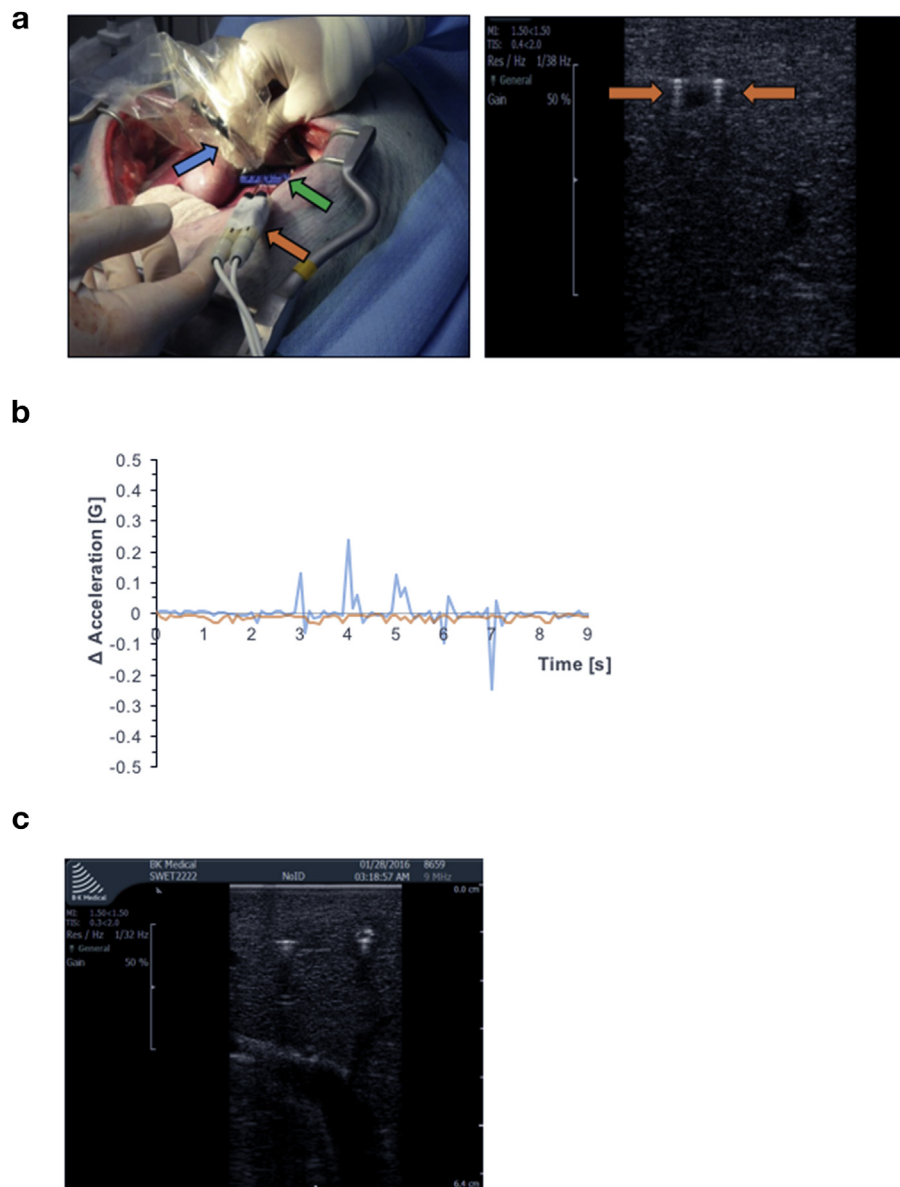 a
MI: 1.50<1.50
TIS: 0.4<2.0
Res / Hz 1/38 Hz
General
Gain 50 %
b
0.5
0.4
0.3
0.2
0.1
0
-0.1
-0.2
-0.3
-0.4
-0.5
Δ Acceleration [G]
0 1 2 3 4 5 6 7 8 9
Time [s]
c
BK Medical 01/28/2016 8659
SWET2222 NoID 03:18:57 AM 9 MHz
B-K Medical
0.0 cm
MI: 1.50<1.50
TIS: 0.3<2.0
Res / Hz 1/32 Hz
General
Gain 50 %
6.4 cm